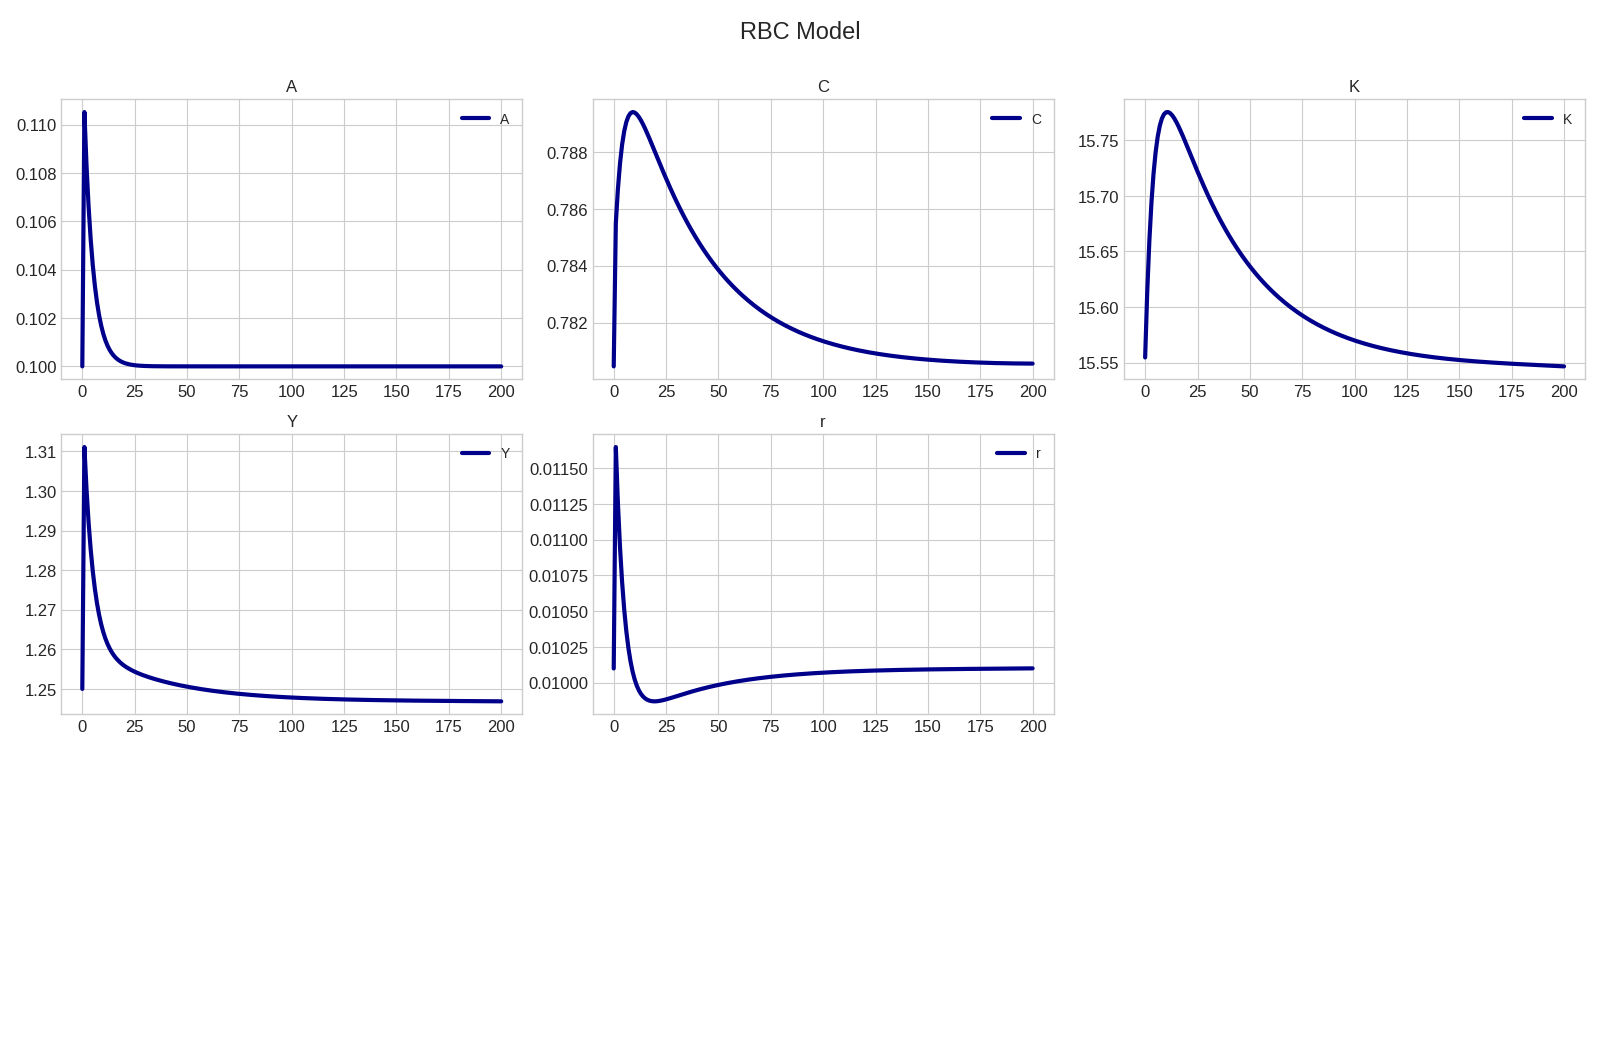 RBC Model
A
C
K
0.110
0.108
0.106
0.104
0.102
0.100
A
0 25 50 75 100 125 150 175 200
0.788
0.786
0.784
0.782
C
0 25 50 75 100 125 150 175 200
15.75
15.70
15.65
15.60
15.55
K
0 25 50 75 100 125 150 175 200
Y
r
1.31
1.30
1.29
1.28
1.27
1.26
1.25
Y
0 25 50 75 100 125 150 175 200
0.01150
0.01125
0.01100
0.01075
0.01050
0.01025
0.01000
r
0 25 50 75 100 125 150 175 200